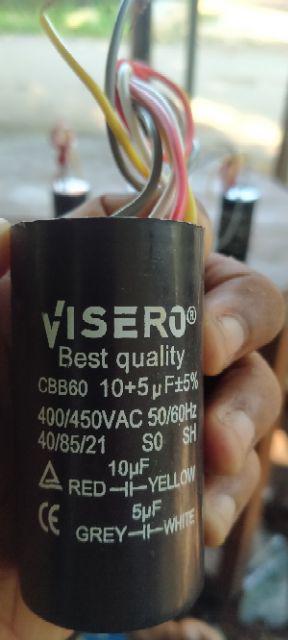 VISERO®
Best quality
CBB60 10+5μF±5%
400/450VAC 50/60Hz
40/85/21 S0 SH
10μF
RED ⊣⊢ YELLOW
5μF
CE GREY ⊣⊢ WHITE